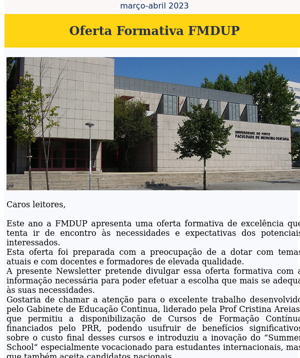 março-abril 2023
Oferta Formativa FMDUP
UNIVERSIDADE DO PORTO
FACULDADE DE MEDICINA DENTÁRIA
Caros leitores,
Este ano a FMDUP apresenta uma oferta formativa de excelência que
tenta ir de encontro às necessidades e expectativas dos potenciais
interessados.
Esta oferta foi preparada com a preocupação de a dotar com temas
atuais e com docentes e formadores de elevada qualidade.
A presente Newsletter pretende divulgar essa oferta formativa com a
informação necessária para poder efetuar a escolha que mais se adequa
às suas necessidades.
Gostaria de chamar a atenção para o excelente trabalho desenvolvido
pelo Gabinete de Educação Continua, liderado pela Prof Cristina Areias,
que permitiu a disponibilização de Cursos de Formação Contínua
financiados pelo PRR, podendo usufruir de benefícios significativos
sobre o custo final desses cursos e introduziu a inovação do “Summer
School” especialmente vocacionado para estudantes internacionais, mas
que também aceita candidatos nacionais.